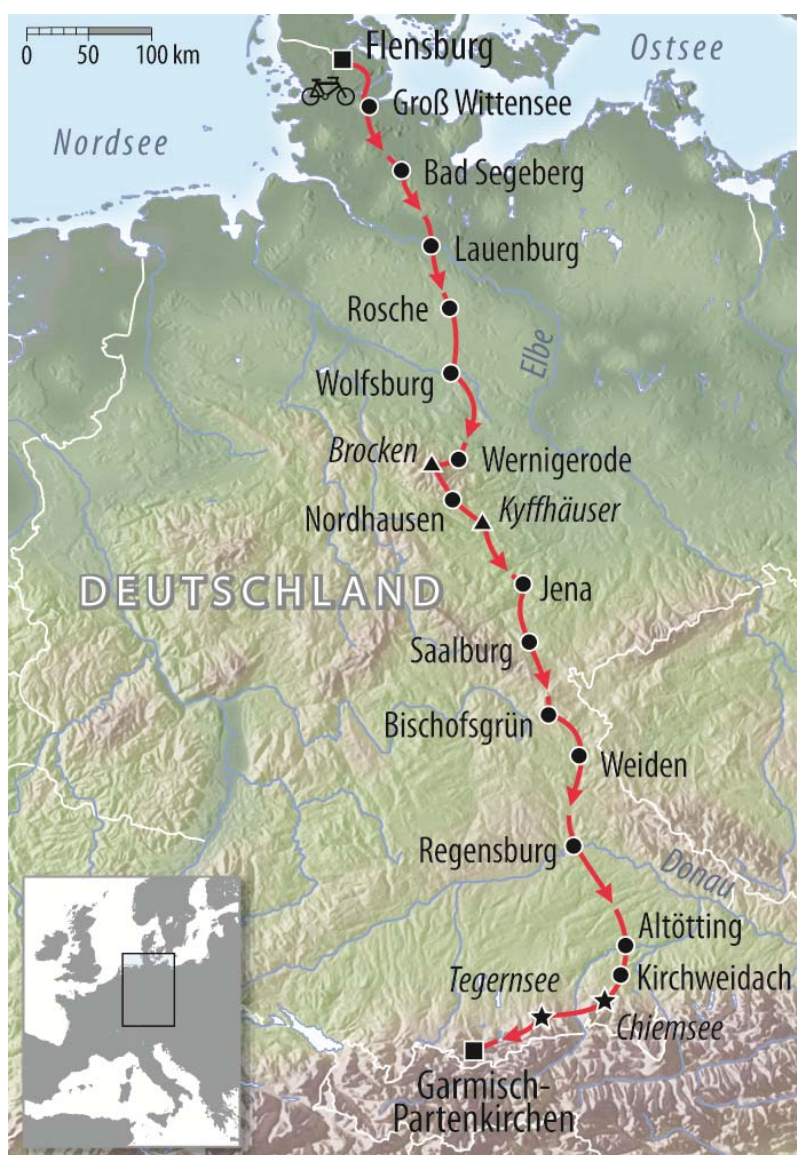 0 50 100 km
Flensburg
Ostsee
Groß Wittensee
Nordsee
Bad Segeberg
Lauenburg
Rosche
Elbe
Wolfsburg
Brocken
Wernigerode
Nordhausen
Kyffhäuser
DEUTSCHLAND
Jena
Saalburg
Bischofsgrün
Weiden
Regensburg
Donau
Altötting
Tegernsee
Kirchweidach
Chiemsee
Garmisch-
Partenkirchen